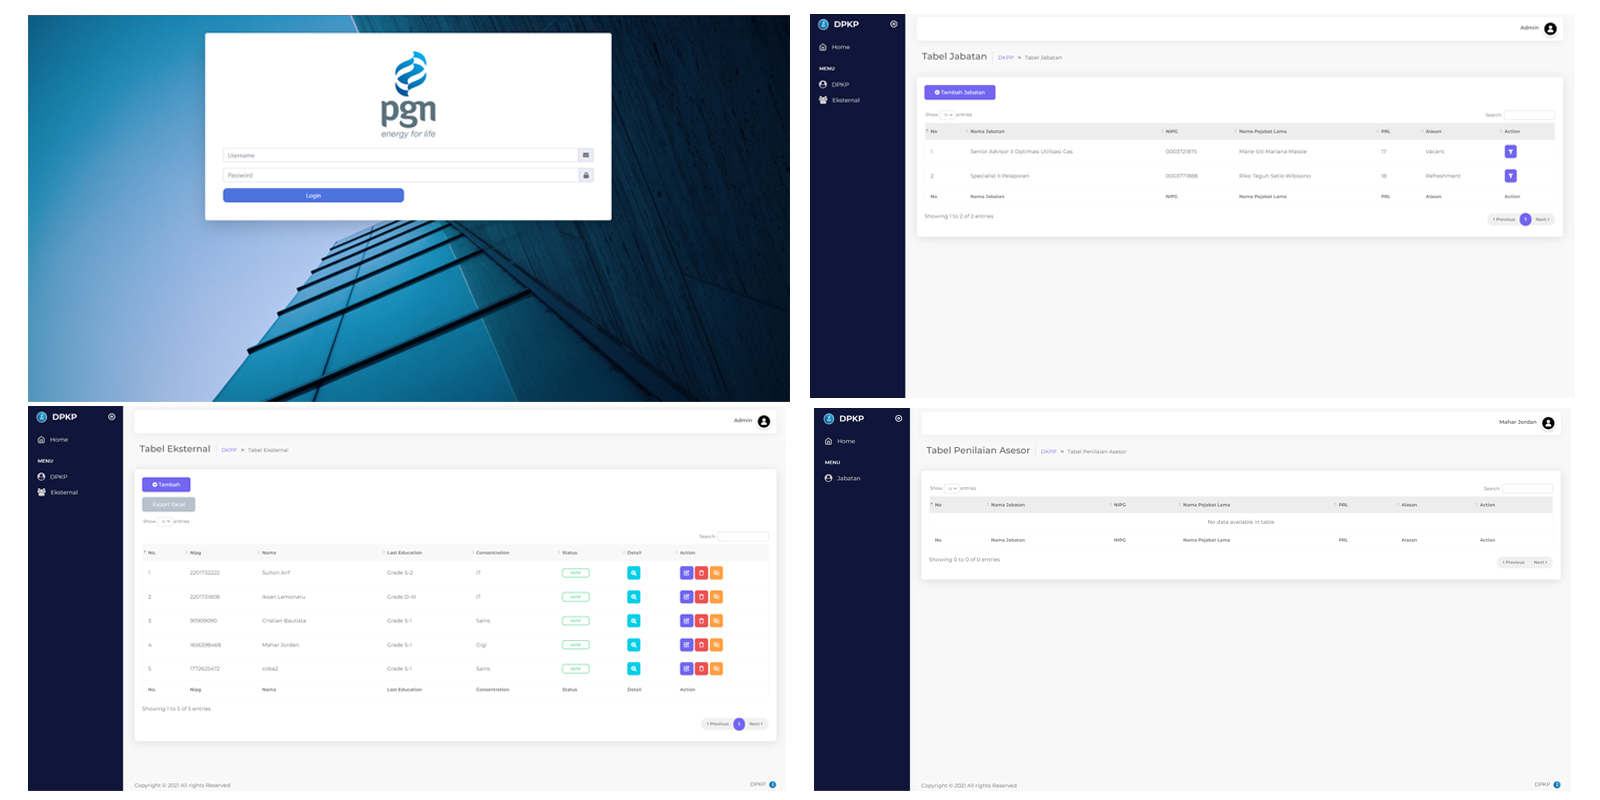 pgn
energy for life
Username
Password
Login
DPKP
Home
MENU
DPKP
Eksternal
Admin
Tabel Jabatan DKPP » Tabel Jabatan
Tambah Jabatan
Show 10 entries
Search:
No Nama Jabatan NIPG Nama Pejabat Lama PRL Alasan Action
1 Senior Advisor II Optimasi Utilisasi Gas 0003721875 Marie Siti Mariana Massie 17 Vacant
2 Specialist II Pelaporan 0003771888 Riko Teguh Setio Wibisono 18 Refreshment
No Nama Jabatan NIPG Nama Pejabat Lama PRL Alasan Action
Showing 1 to 2 of 2 entries
Previous 1 Next
DPKP
Home
MENU
DPKP
Eksternal
Admin
Tabel Eksternal DKPP » Tabel Eksternal
Tambah
Export Excel
Show 10 entries
Search:
No. Nipg Nama Last Education Consentration Status Detail Action
1 2201732222 Sulton Arif Grade S-2 IT
2 2201731808 Iksan Lemonaru Grade D-III IT
3 90909090 Cristian Bautista Grade S-1 Sains
4 1656398468 Mahar Jordan Grade S-1 Gigi
5 1772625472 coba2 Grade S-1 Sains
No. Nipg Nama Last Education Consentration Status Detail Action
Showing 1 to 5 of 5 entries
Previous 1 Next
Copyright © 2021 All rights Reserved
DPKP
DPKP
Home
MENU
Jabatan
Mahar Jordan
Tabel Penilaian Asesor DKPP » Tabel Penilaian Asesor
Show 10 entries
Search:
No Nama Jabatan NIPG Nama Pejabat Lama PRL Alasan Action
No data available in table
No Nama Jabatan NIPG Nama Pejabat Lama PRL Alasan Action
Showing 0 to 0 of 0 entries
Previous Next
Copyright © 2021 All rights Reserved
DPKP